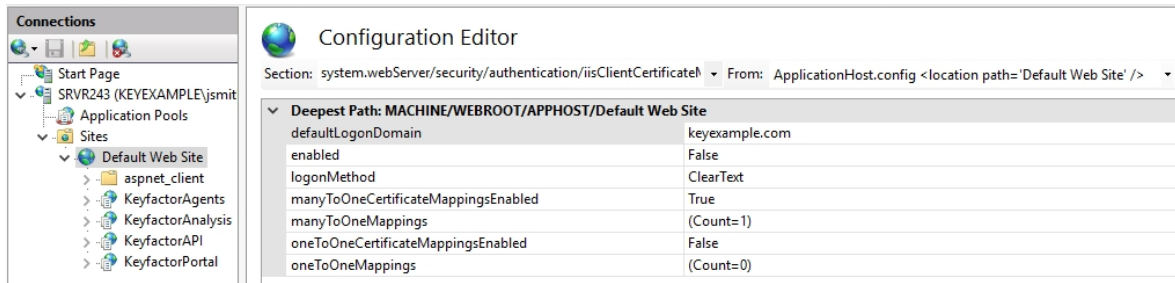 Connections
Start Page
SRVR243 (KEYEXAMPLE\jsmit
Application Pools
Sites
Default Web Site
aspnet_client
KeyfactorAgents
KeyfactorAnalysis
KeyfactorAPI
KeyfactorPortal
Configuration Editor
Section: system.webServer/security/authentication/iisClientCertificateM From: ApplicationHost.config <location path='Default Web Site' />
Deepest Path: MACHINE/WEBROOT/APPHOST/Default Web Site
defaultLogonDomain keyexample.com
enabled False
logonMethod ClearText
manyToOneCertificateMappingsEnabled True
manyToOneMappings (Count=1)
oneToOneCertificateMappingsEnabled False
oneToOneMappings (Count=0)